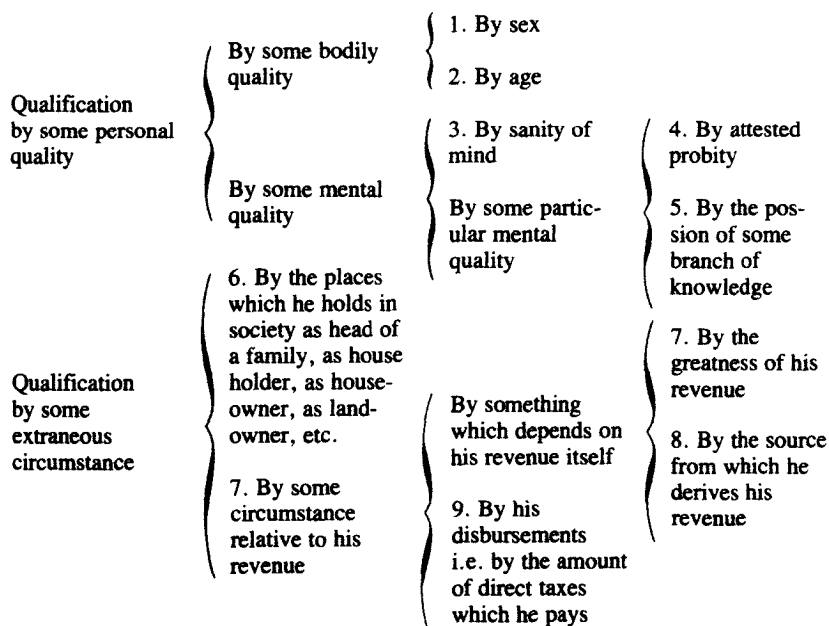 Qualification
by some personal
quality
By some bodily
quality
1. By sex
2. By age
By some mental
quality
3. By sanity of
mind
By some partic-
ular mental
quality
4. By attested
probity
5. By the pos-
sion of some
branch of
knowledge
Qualification
by some
extraneous
circumstance
6. By the places
which he holds in
society as head of
a family, as house
holder, as house-
owner, as land-
owner, etc.
7. By some
circumstance
relative to his
revenue
By something
which depends on
his revenue itself
7. By the
greatness of his
revenue
8. By the source
from which he
derives his
revenue
9. By his
disbursements
i.e. by the amount
of direct taxes
which he pays